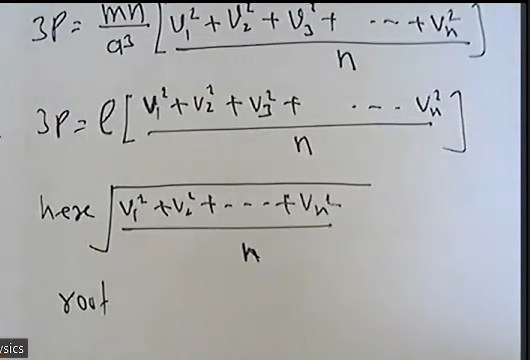 3P = mn/a³ [ v₁² + v₂² + v₃² + ... + vₙ² / n ]
3P = ρ [ v₁² + v₂² + v₃² + ... vₙ² / n ]
here √( v₁² + v₂² + ... + vₙ² / n )
root
ysics